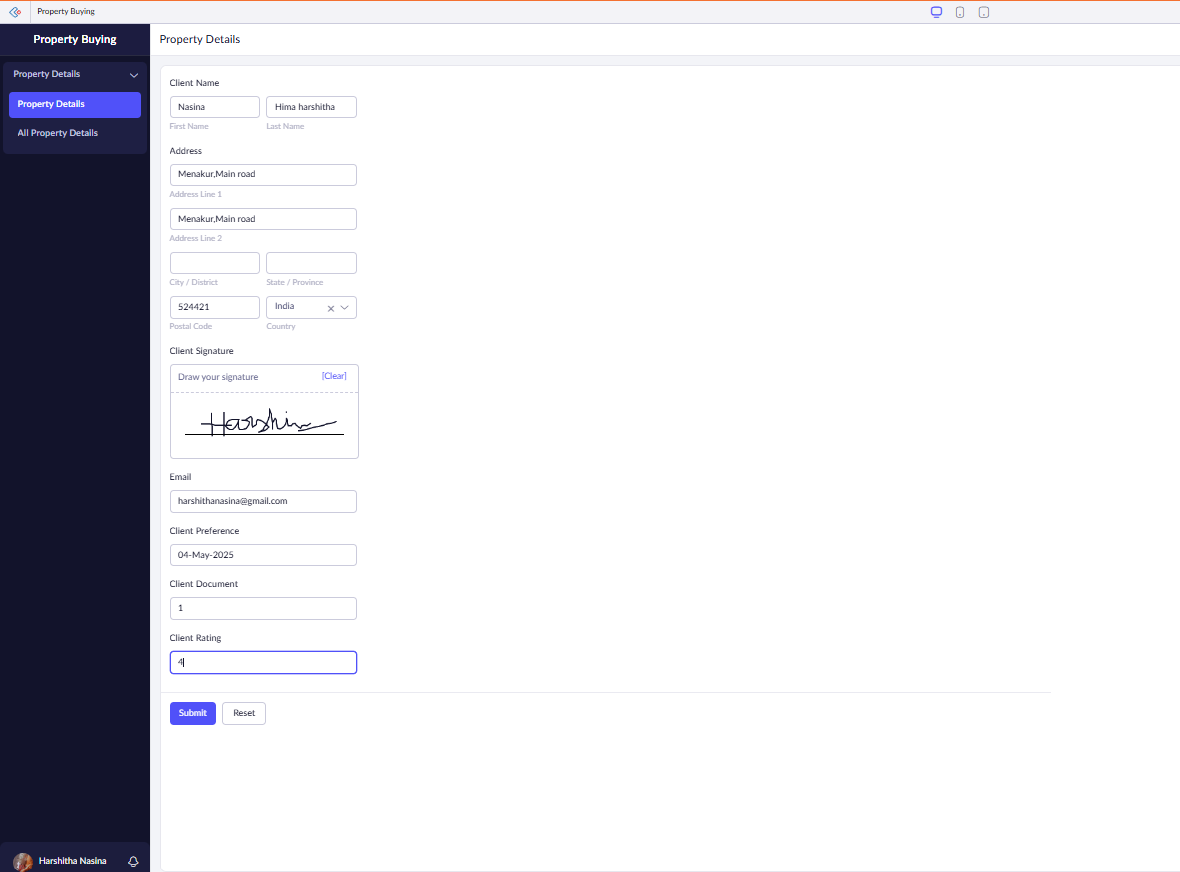 Property Buying
Property Buying
Property Details
Property Details
All Property Details
Property Details
Client Name
Nasina Hima harshitha
First Name Last Name
Address
Menakur,Main road
Address Line 1
Menakur,Main road
Address Line 2
City / District State / Province
524421 India
Postal Code Country
Client Signature
Draw your signature [Clear]
Harshi
Email
harshithanasina@gmail.com
Client Preference
04-May-2025
Client Document
1
Client Rating
4
Submit Reset
Harshitha Nasina